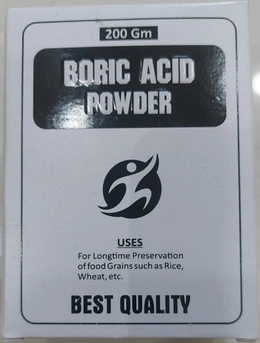 200 Gm
BORIC ACID
POWDER
USES
For Longtime Preservation
of food Grains such as Rice,
Wheat, etc.
BEST QUALITY